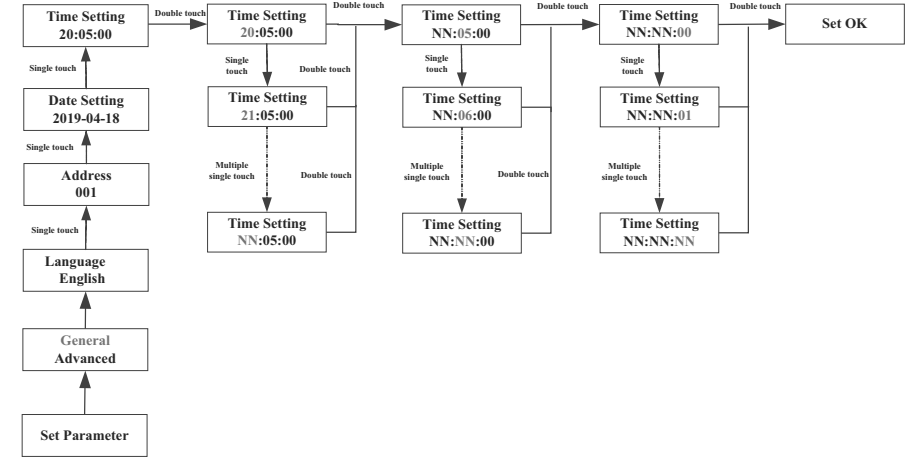 Time Setting
20:05:00
Double touch
Time Setting
20:05:00
Double touch
Time Setting
NN:05:00
Double touch
Time Setting
NN:NN:00
Double touch
Set OK
Single touch
Single
touch
Double touch
Single
touch
Single
touch
Date Setting
2019-04-18
Time Setting
21:05:00
Time Setting
NN:06:00
Time Setting
NN:NN:01
Single touch
Address
001
Multiple
single touch
Double touch
Multiple
single touch
Double touch
Multiple
single touch
Single touch
Time Setting
NN:05:00
Time Setting
NN:NN:00
Time Setting
NN:NN:NN
Language
English
General
Advanced
Set Parameter